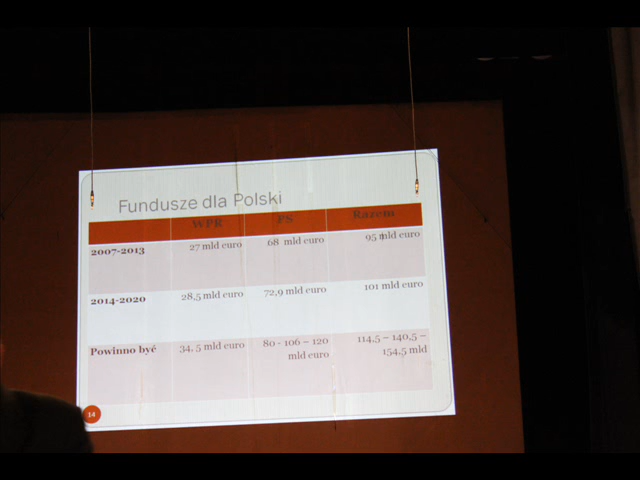 Fundusze dla Polski
WPR PS Razem
2007-2013 27 mld euro 68 mld euro 95 mld euro
2014-2020 28,5 mld euro 72,9 mld euro 101 mld euro
Powinno być 34, 5 mld euro 80 - 106 – 120 114,5 – 140,5 –
mld euro 154,5 mld
14